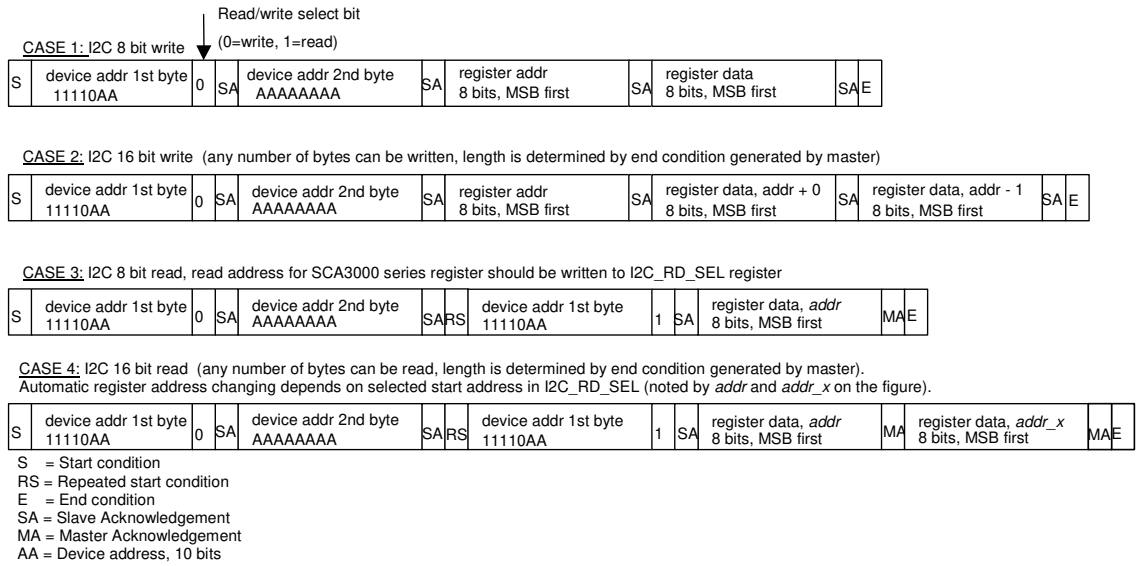 Read/write select bit
CASE 1: I2C 8 bit write (0=write, 1=read)
S device addr 1st byte 11110AA 0 SA device addr 2nd byte AAAAAAAA SA register addr 8 bits, MSB first SA register data 8 bits, MSB first SA E
CASE 2: I2C 16 bit write (any number of bytes can be written, length is determined by end condition generated by master)
S device addr 1st byte 11110AA 0 SA device addr 2nd byte AAAAAAAA SA register addr 8 bits, MSB first SA register data, addr + 0 8 bits, MSB first SA register data, addr - 1 8 bits, MSB first SA E
CASE 3: I2C 8 bit read, read address for SCA3000 series register should be written to I2C_RD_SEL register
S device addr 1st byte 11110AA 0 SA device addr 2nd byte AAAAAAAA SA RS device addr 1st byte 11110AA 1 SA register data, addr 8 bits, MSB first MA E
CASE 4: I2C 16 bit read (any number of bytes can be read, length is determined by end condition generated by master).
Automatic register address changing depends on selected start address in I2C_RD_SEL (noted by addr and addr_x on the figure).
S device addr 1st byte 11110AA 0 SA device addr 2nd byte AAAAAAAA SA RS device addr 1st byte 11110AA 1 SA register data, addr 8 bits, MSB first MA register data, addr_x 8 bits, MSB first MA E
S = Start condition
RS = Repeated start condition
E = End condition
SA = Slave Acknowledgement
MA = Master Acknowledgement
AA = Device address, 10 bits